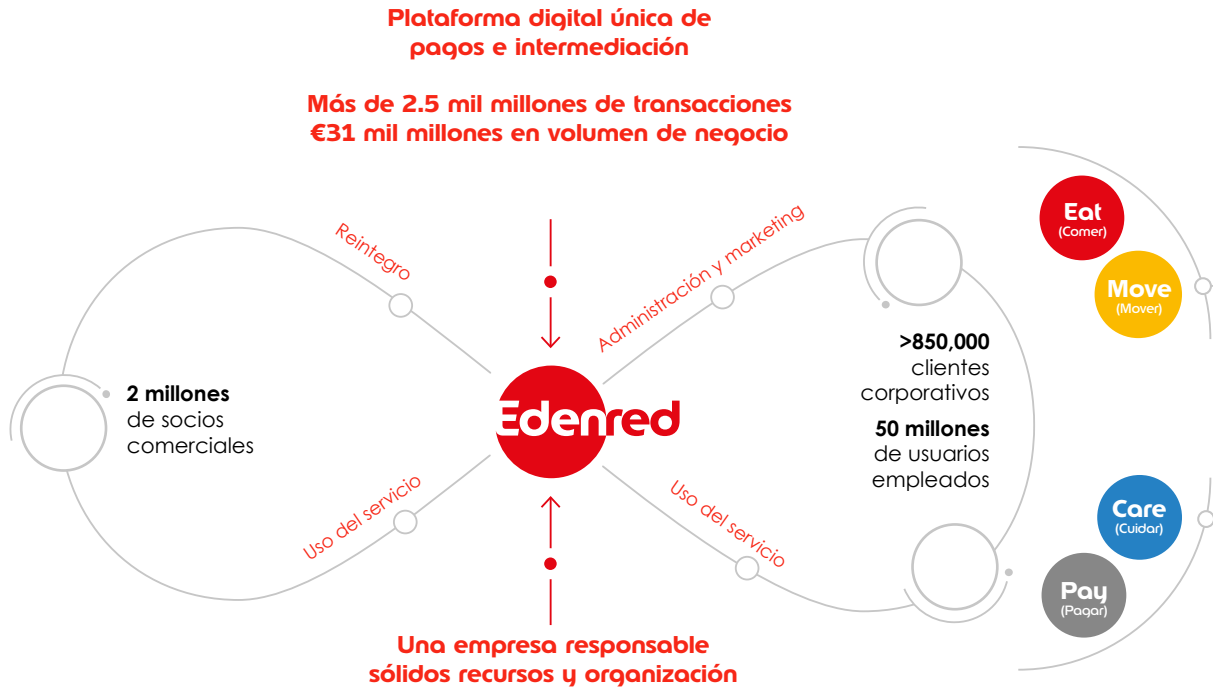 Plataforma digital única de
pagos e intermediación
Más de 2.5 mil millones de transacciones
€31 mil millones en volumen de negocio
Reintegro
Administración y marketing
Eat
(Comer)
Move
(Mover)
2 millones
de socios
comerciales
Edenred
>850,000
clientes
corporativos
50 millones
de usuarios
empleados
Uso del servicio
Uso del servicio
Care
(Cuidar)
Pay
(Pagar)
Una empresa responsable
sólidos recursos y organización